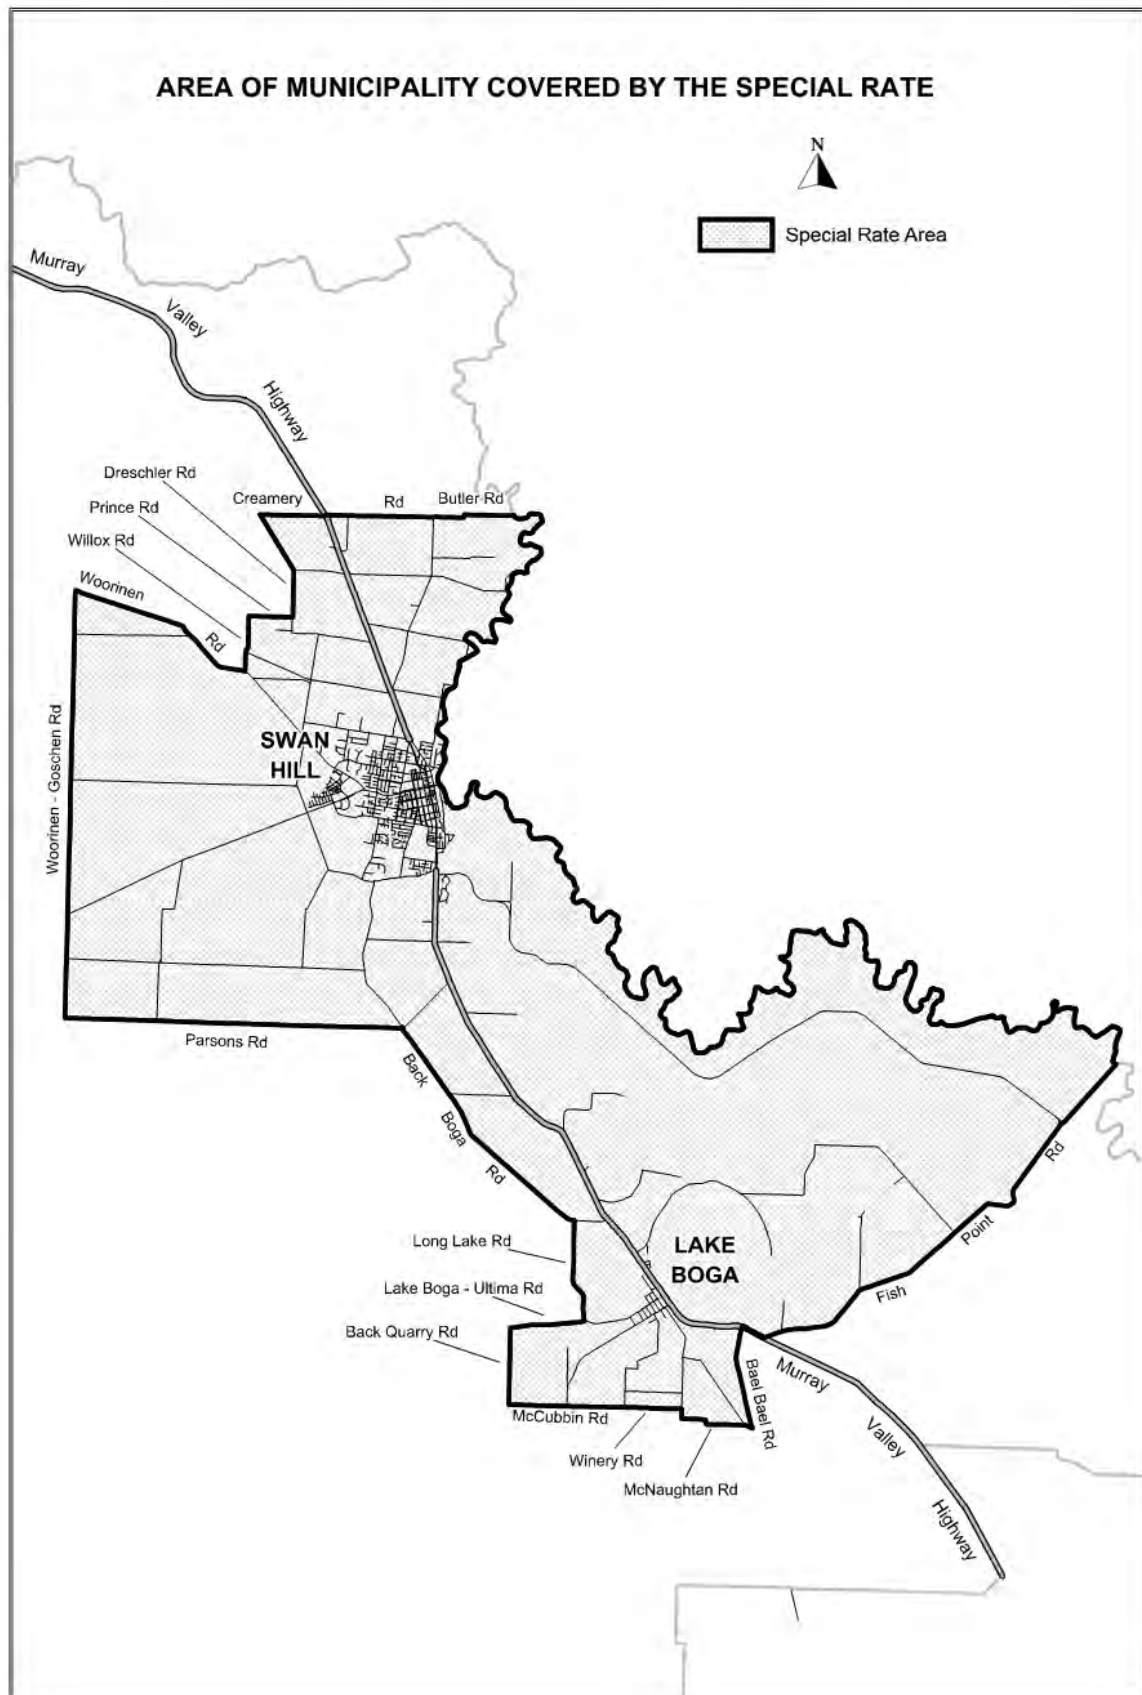 AREA OF MUNICIPALITY COVERED BY THE SPECIAL RATE
N
Special Rate Area
Murray
Valley
Highway
Dreschler Rd
Creamery Rd Butler Rd
Prince Rd
Willox Rd
Woorinen
Rd
Woorinen - Goschen Rd
SWAN
HILL
Parsons Rd
Back
Boga
Rd
Rd
Point
Fish
Long Lake Rd
LAKE
BOGA
Lake Boga - Ultima Rd
Back Quarry Rd
McCubbin Rd
Bael Bael Rd
Winery Rd
McNaughtan Rd
Murray
Valley
Highway